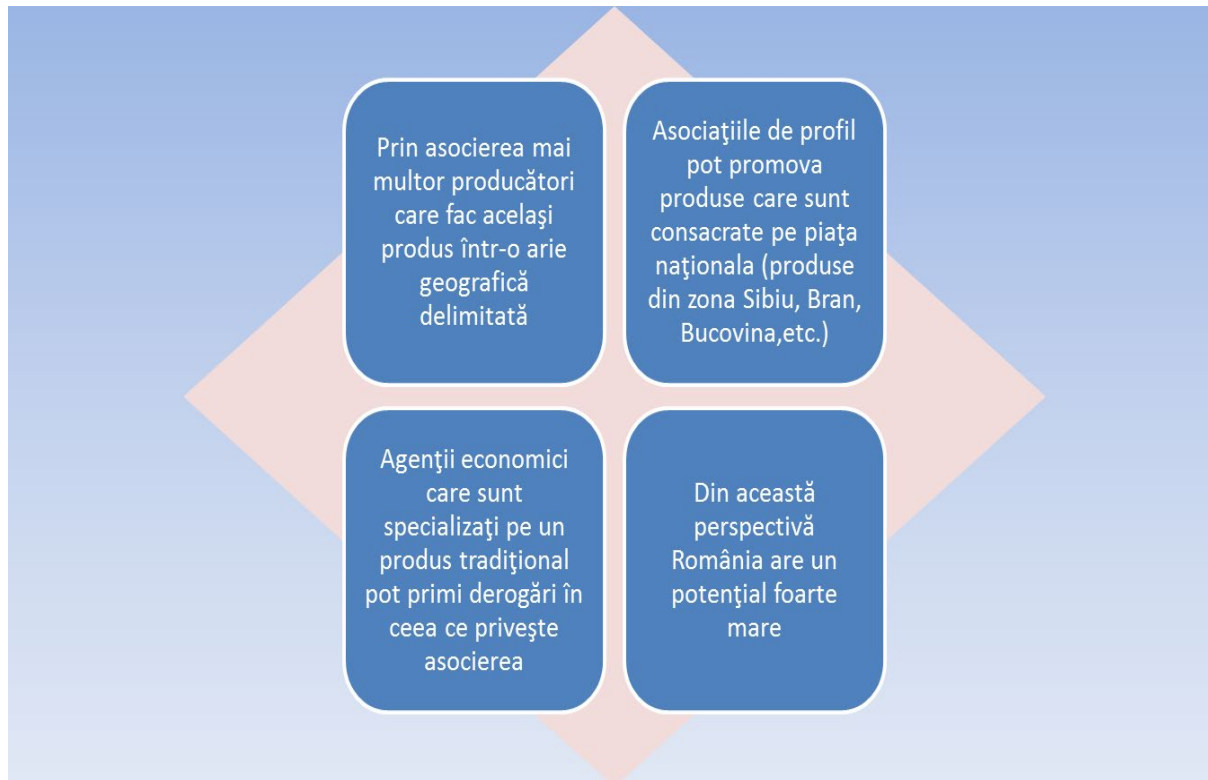 Prin asocierea mai
multor producători
care fac acelaşi
produs într-o arie
geografică
delimitată
Asociaţiile de profil
pot promova
produse care sunt
consacrate pe piaţa
naţionala (produse
din zona Sibiu, Bran,
Bucovina,etc.)
Agenţii economici
care sunt
specializaţi pe un
produs tradiţional
pot primi derogări în
ceea ce priveşte
asocierea
Din această
perspectivă
România are un
potenţial foarte
mare